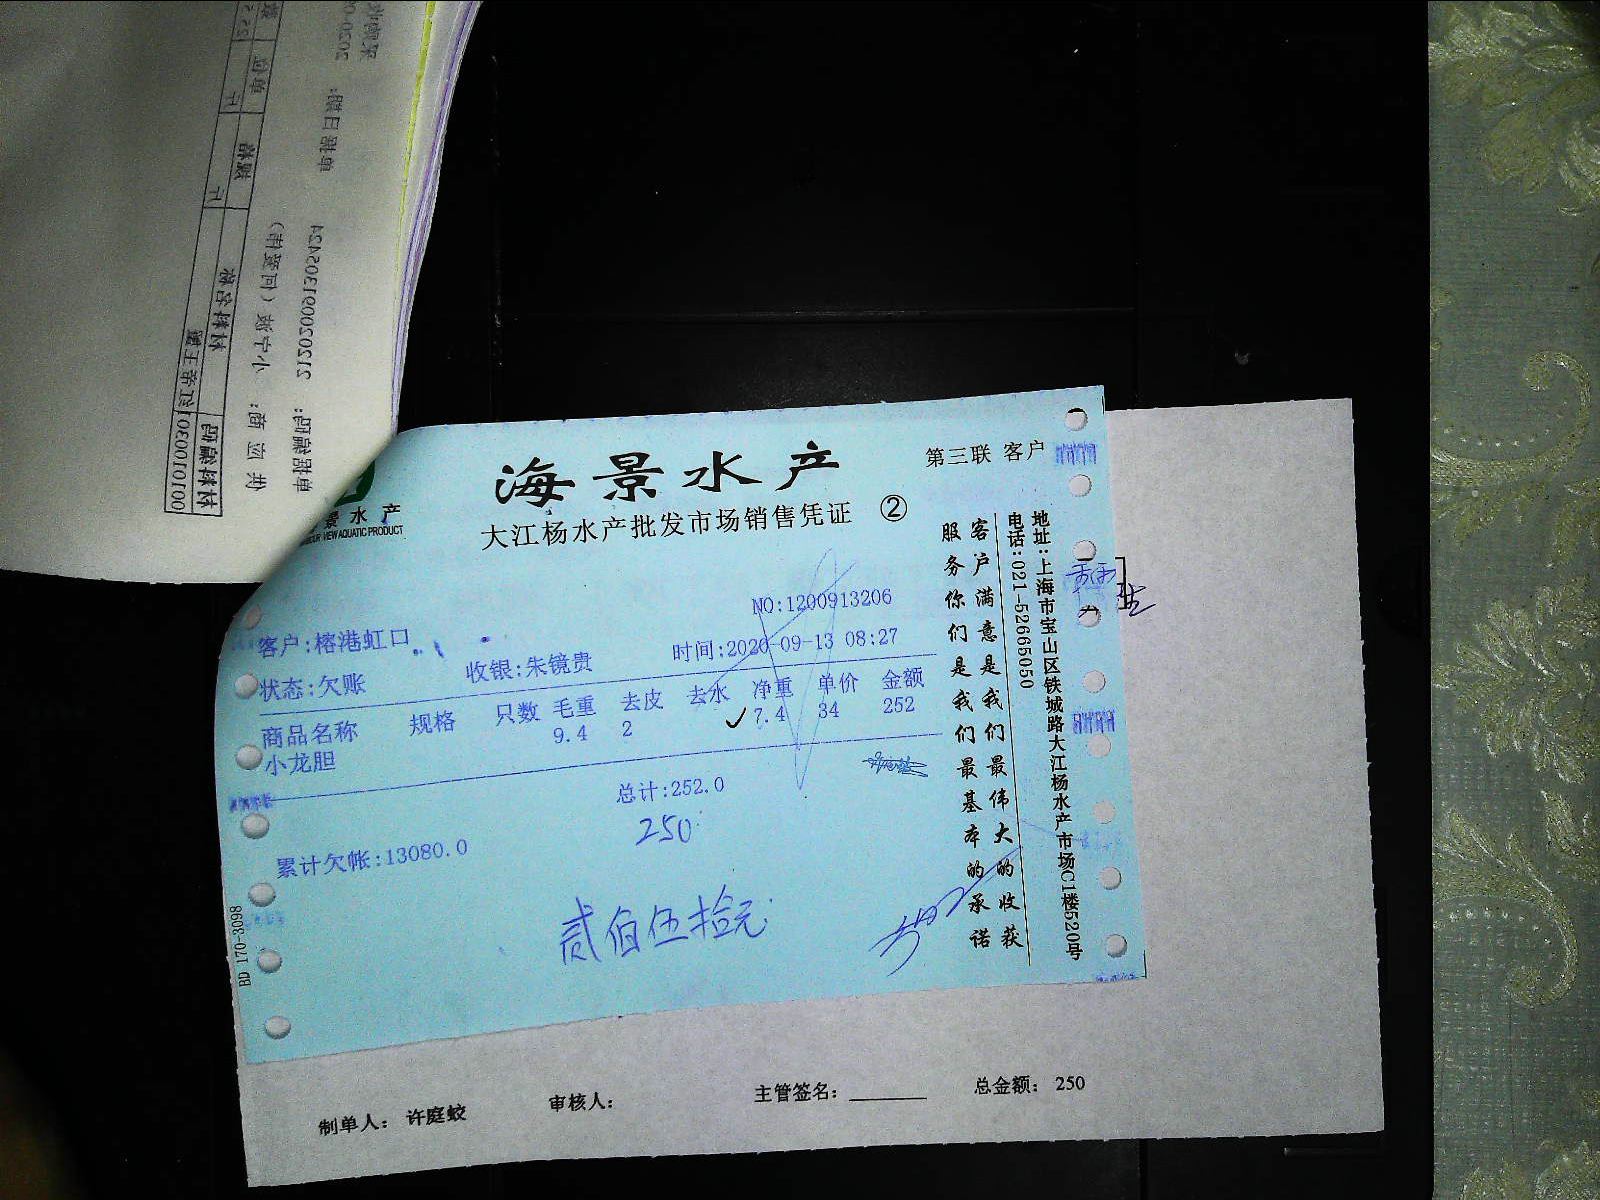 海景水产
第三联 客户
大江杨水产批发市场销售凭证 ②
景水产
VIEW AQUATIC PRODUCT
NO:1200913206
客户:榕港虹口
收银:朱镜贵
时间:2020-09-13 08:27
状态:欠账
商品名称 规格 只数 毛重 去皮 去水 净重 单价 金额
小龙胆 9.4 2 7.4 34 252
总计:252.0
250
累计欠帐:13080.0
贰佰伍拾元
客户满意是我们最伟大的收获
服务你们是我们最基本的承诺
地址:上海市宝山区铁城路大江杨水产市场C1楼520号
电话:021-52665050
BD 170-3098
制单人: 许庭蛟
审核人:
主管签名:
总金额: 250